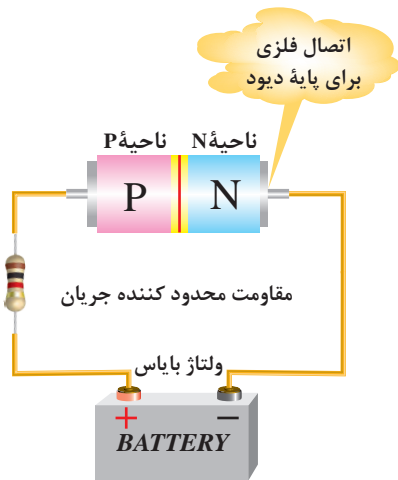 اتصال فلزی
برای پایهٔ دیود
ناحیهٔ P ناحیهٔ N
P N
مقاومت محدود کننده جریان
ولتاژ بایاس
+ −
BATTERY